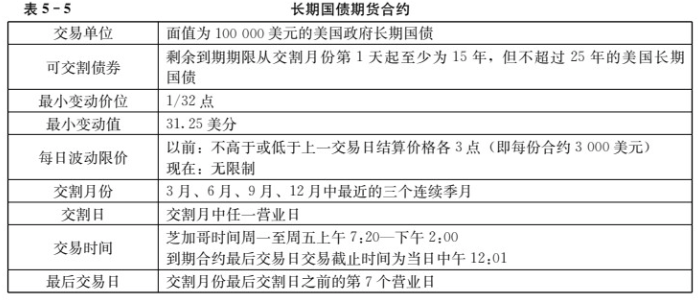 表 5-5 长期国债期货合约
交易单位 面值为 100 000 美元的美国政府长期国债
可交割债券 剩余到期期限从交割月份第 1 天起至少为 15 年，但不超过 25 年的美国长期
国债
最小变动价位 1/32 点
最小变动值 31.25 美分
每日波动限价 以前：不高于或低于上一交易日结算价格各 3 点（即每份合约 3 000 美元）
现在：无限制
交割月份 3 月、6 月、9 月、12 月中最近的三个连续季月
交割日 交割月中任一营业日
交易时间 芝加哥时间周一至周五上午 7:20—下午 2:00
到期合约最后交易日交易截止时间为当日中午 12:01
最后交易日 交割月份最后交割日之前的第 7 个营业日